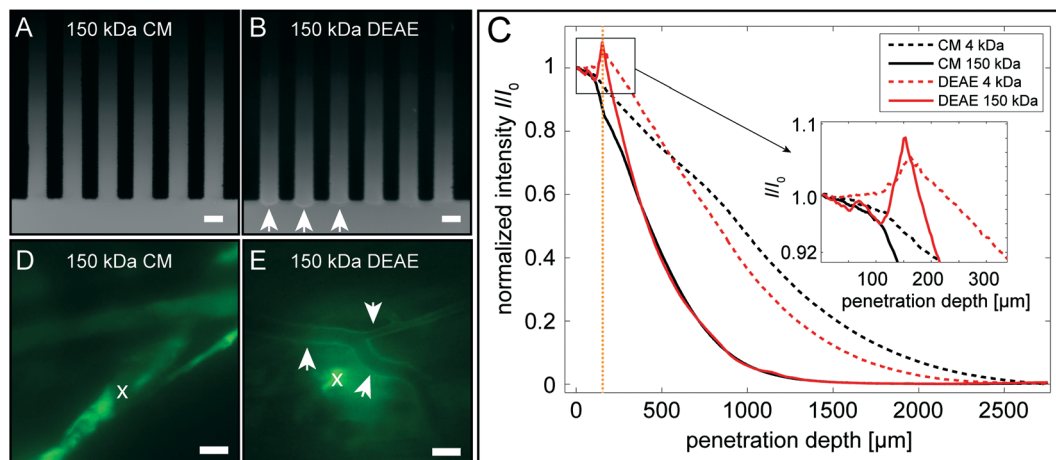 A
150 kDa CM
B
150 kDa DEAE
D
150 kDa CM
x
E
150 kDa DEAE
x
C
CM 4 kDa
CM 150 kDa
DEAE 4 kDa
DEAE 150 kDa
normalized intensity I/I0
1
0.8
0.6
0.4
0.2
0
0
500
1000
1500
2000
2500
penetration depth [µm]
I/I0
1.1
1.0
0.92
100
200
300
penetration depth [µm]